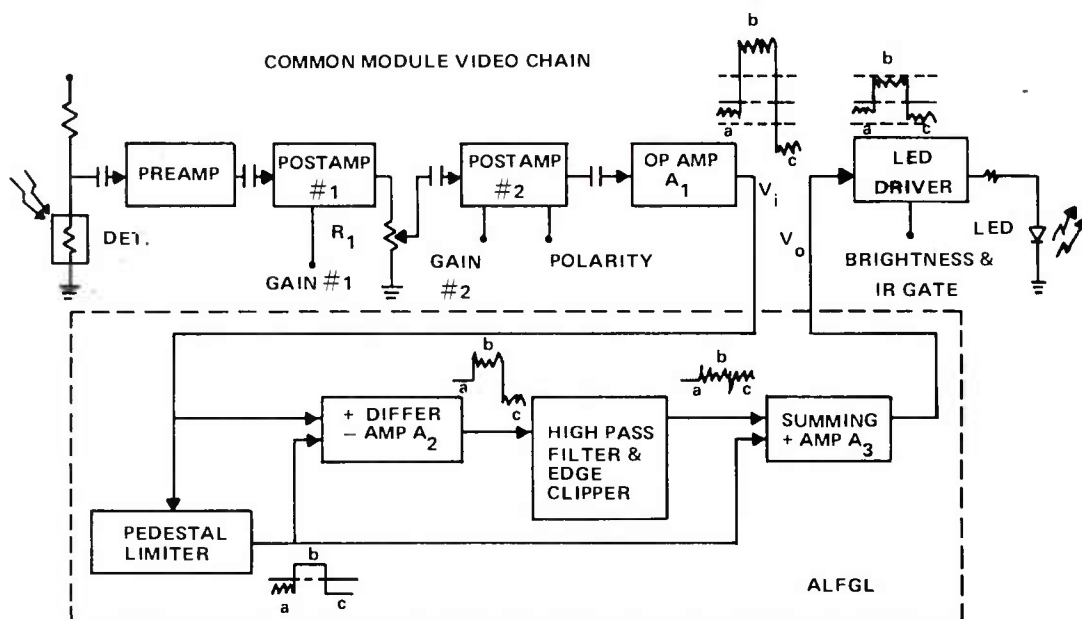 COMMON MODULE VIDEO CHAIN
b
a
c
b
a
c
PREAMP
POSTAMP
#1
POSTAMP
#2
OP AMP
A1
LED
DRIVER
Vi
Vo
LED
DET.
R1
GAIN #1
GAIN
#2
POLARITY
BRIGHTNESS &
IR GATE
b
a
c
b
a
c
+ DIFFER
- AMP A2
HIGH PASS
FILTER &
EDGE
CLIPPER
SUMMING
+ AMP A3
PEDESTAL
LIMITER
b
a
c
ALFGL